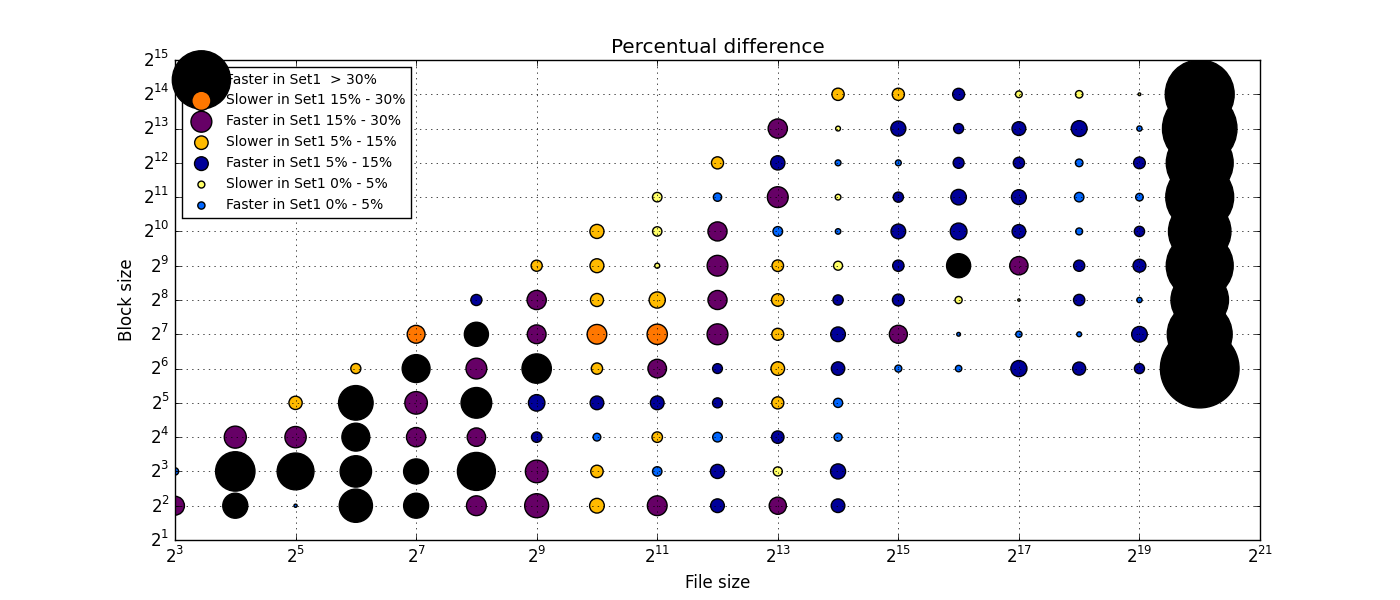 Percentual difference
Faster in Set1 > 30%
Slower in Set1 15% - 30%
Faster in Set1 15% - 30%
Slower in Set1 5% - 15%
Faster in Set1 5% - 15%
Slower in Set1 0% - 5%
Faster in Set1 0% - 5%
Block size
2^15
2^14
2^13
2^12
2^11
2^10
2^9
2^8
2^7
2^6
2^5
2^4
2^3
2^2
2^1
2^3 2^5 2^7 2^9 2^11 2^13 2^15 2^17 2^19 2^21
File size